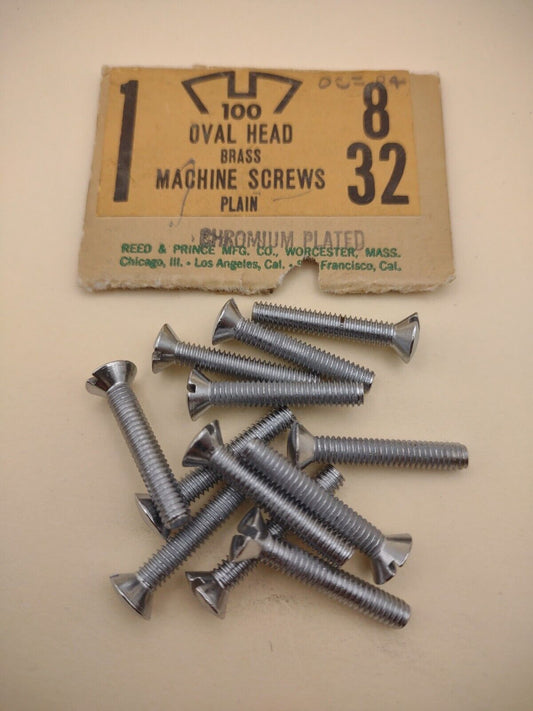 1
100
OVAL HEAD
BRASS
MACHINE SCREWS
PLAIN
8
32
CHROMIUM PLATED
REED & PRINCE MFG. CO., WORCESTER, MASS.
Chicago, Ill. • Los Angeles, Cal. • Francisco, Cal.